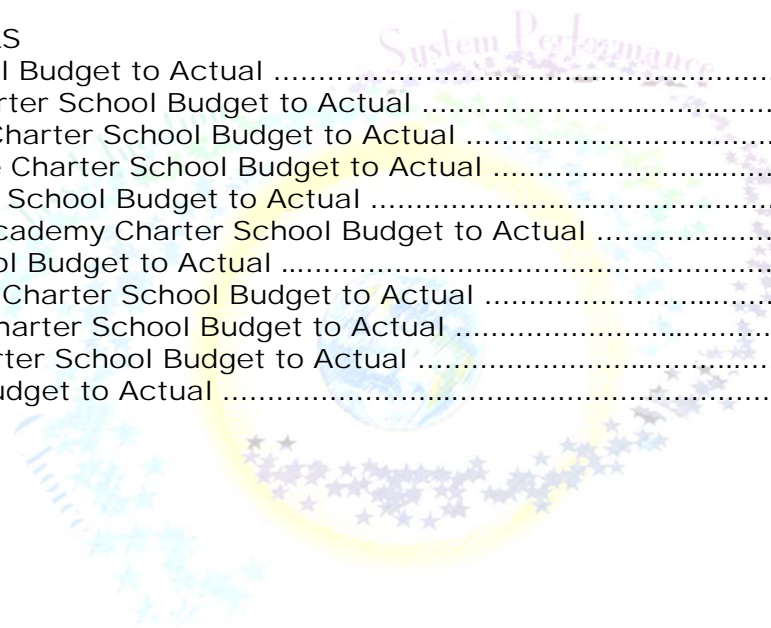 S
l Budget to Actual ................................................................
rter School Budget to Actual ............................................
Charter School Budget to Actual ......................................
e Charter School Budget to Actual ...................................
School Budget to Actual ..................................................
cademy Charter School Budget to Actual ......................
ol Budget to Actual ...........................................................
Charter School Budget to Actual ....................................
harter School Budget to Actual .......................................
rter School Budget to Actual ............................................
udget to Actual ..................................................................
System Performance
Choice